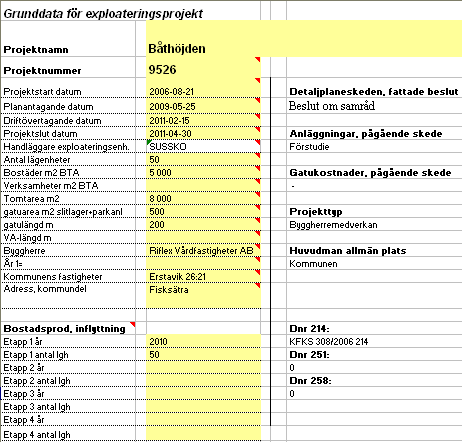 Grunddata för exploateringsprojekt
Projektnamn Båthöjden
Projektnummer 9526
Projektstart datum 2006-08-21 Detaljplaneskeden, fattade beslut
Planantagande datum 2009-05-25 Beslut om samråd
Driftövertagande datum 2011-02-15
Projektslut datum 2011-04-30 Anläggningar, pågående skede
Handläggare exploateringsenh. SUSSKO Förstudie
Antal lägenheter 50
Bostäder m2 BTA 5 000 Gatukostnader, pågående skede
Verksamheter m2 BTA -
Tomtarea m2 8 000
gatuarea m2 slitlager+parkanl 500 Projekttyp
gatulängd m 200 Byggherremedverkan
VA-längd m
Byggherre Riflex Vårdfastigheter AB Huvudman allmän plats
År 1= Kommunen
Kommunens fastigheter Erstavik 26:21
Adress, kommundel Fisksätra
Bostadsprod, inflyttning Dnr 214:
Etapp 1 år 2010 KFKS 308/2006 214
Etapp 1 antal lgh 50 Dnr 251:
Etapp 2 år 0
Etapp 2 antal lgh Dnr 258:
Etapp 3 år 0
Etapp 3 antal lgh
Etapp 4 år
Etapp 4 antal lgh